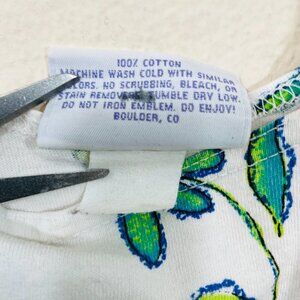 100% COTTON
MACHINE WASH COLD WITH SIMILAR
COLORS. NO SCRUBBING, BLEACH, OR
STAIN REMOVERS. TUMBLE DRY LOW.
DO NOT IRON EMBLEM. DO ENJOY!
BOULDER, CO